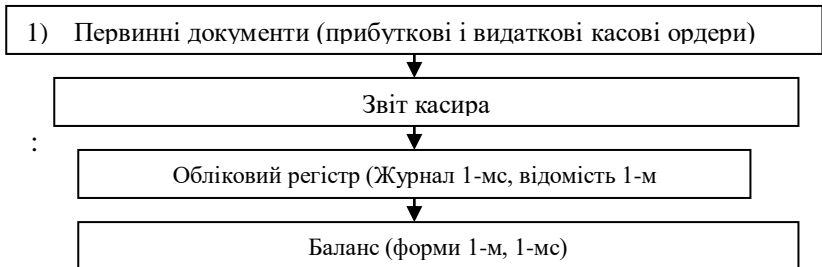 1) Первинні документи (прибуткові і видаткові касові ордери)
Звіт касира
:
Обліковий регістр (Журнал 1-мс, відомість 1-м
Баланс (форми 1-м, 1-мс)